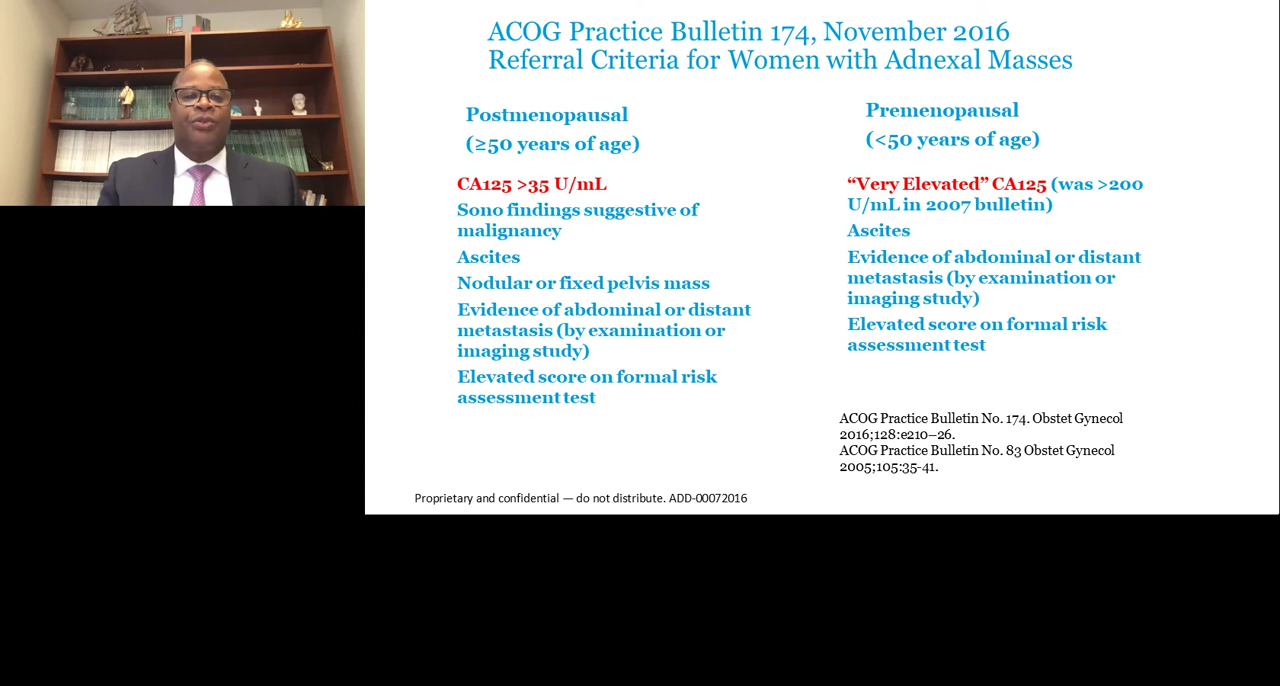 ACOG Practice Bulletin 174, November 2016
Referral Criteria for Women with Adnexal Masses
Postmenopausal
(≥50 years of age)
CA125 >35 U/mL
Sono findings suggestive of
malignancy
Ascites
Nodular or fixed pelvis mass
Evidence of abdominal or distant
metastasis (by examination or
imaging study)
Elevated score on formal risk
assessment test
Premenopausal
(<50 years of age)
“Very Elevated” CA125 (was >200
U/mL in 2007 bulletin)
Ascites
Evidence of abdominal or distant
metastasis (by examination or
imaging study)
Elevated score on formal risk
assessment test
ACOG Practice Bulletin No. 174. Obstet Gynecol
2016;128:e210–26.
ACOG Practice Bulletin No. 83 Obstet Gynecol
2005;105:35-41.
Proprietary and confidential — do not distribute. ADD-00072016